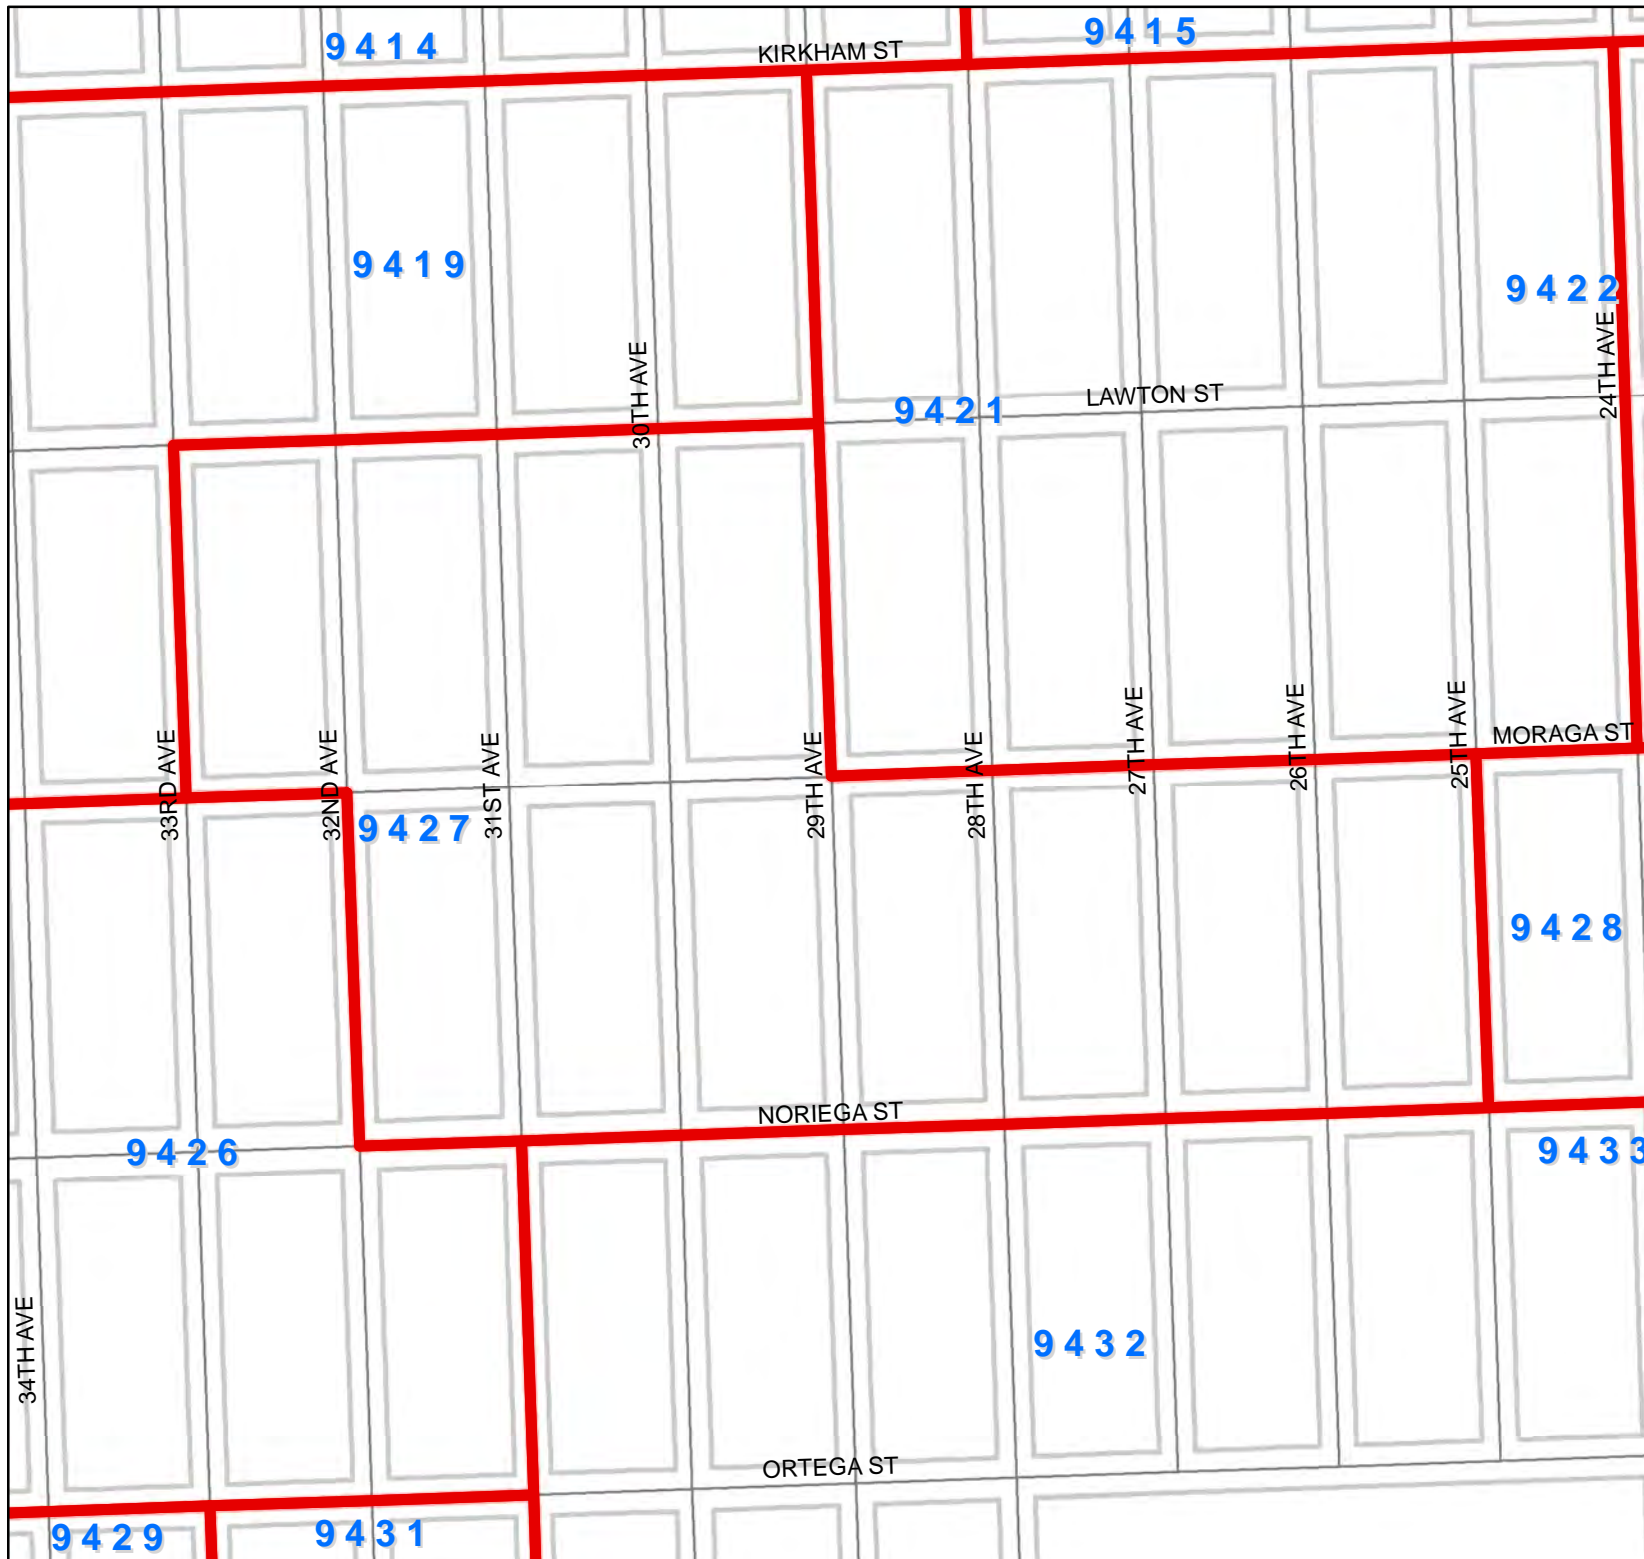 9415
9414
KIRKHAM ST
9419
9422
24TH AVE
30TH AVE
LAWTON ST
9421
27TH AVE
26TH AVE
25TH AVE
MORAGA ST
33RD AVE
32ND AVE
31ST AVE
29TH AVE
28TH AVE
9427
9428
NORIEGA ST
9426
9433
34TH AVE
9432
ORTEGA ST
9429
9431